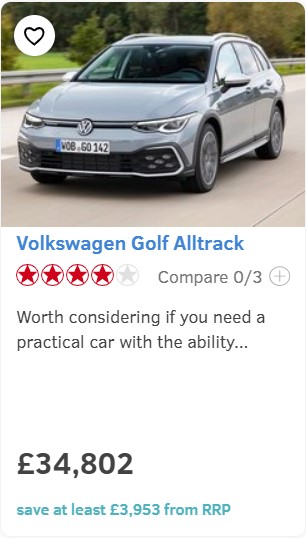 WOB GO 142
Volkswagen Golf Alltrack
Compare 0/3
Worth considering if you need a
practical car with the ability...
£34,802
save at least £3,953 from RRP